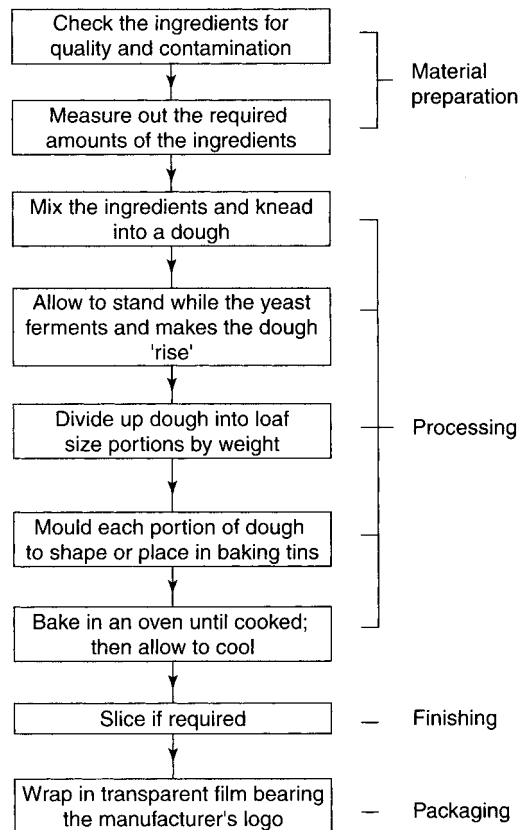 Check the ingredients for
quality and contamination
Material
preparation
Measure out the required
amounts of the ingredients
Mix the ingredients and knead
into a dough
Allow to stand while the yeast
ferments and makes the dough
'rise'
Divide up dough into loaf
size portions by weight
Processing
Mould each portion of dough
to shape or place in baking tins
Bake in an oven until cooked;
then allow to cool
Slice if required
Finishing
Wrap in transparent film bearing
the manufacturer's logo
Packaging